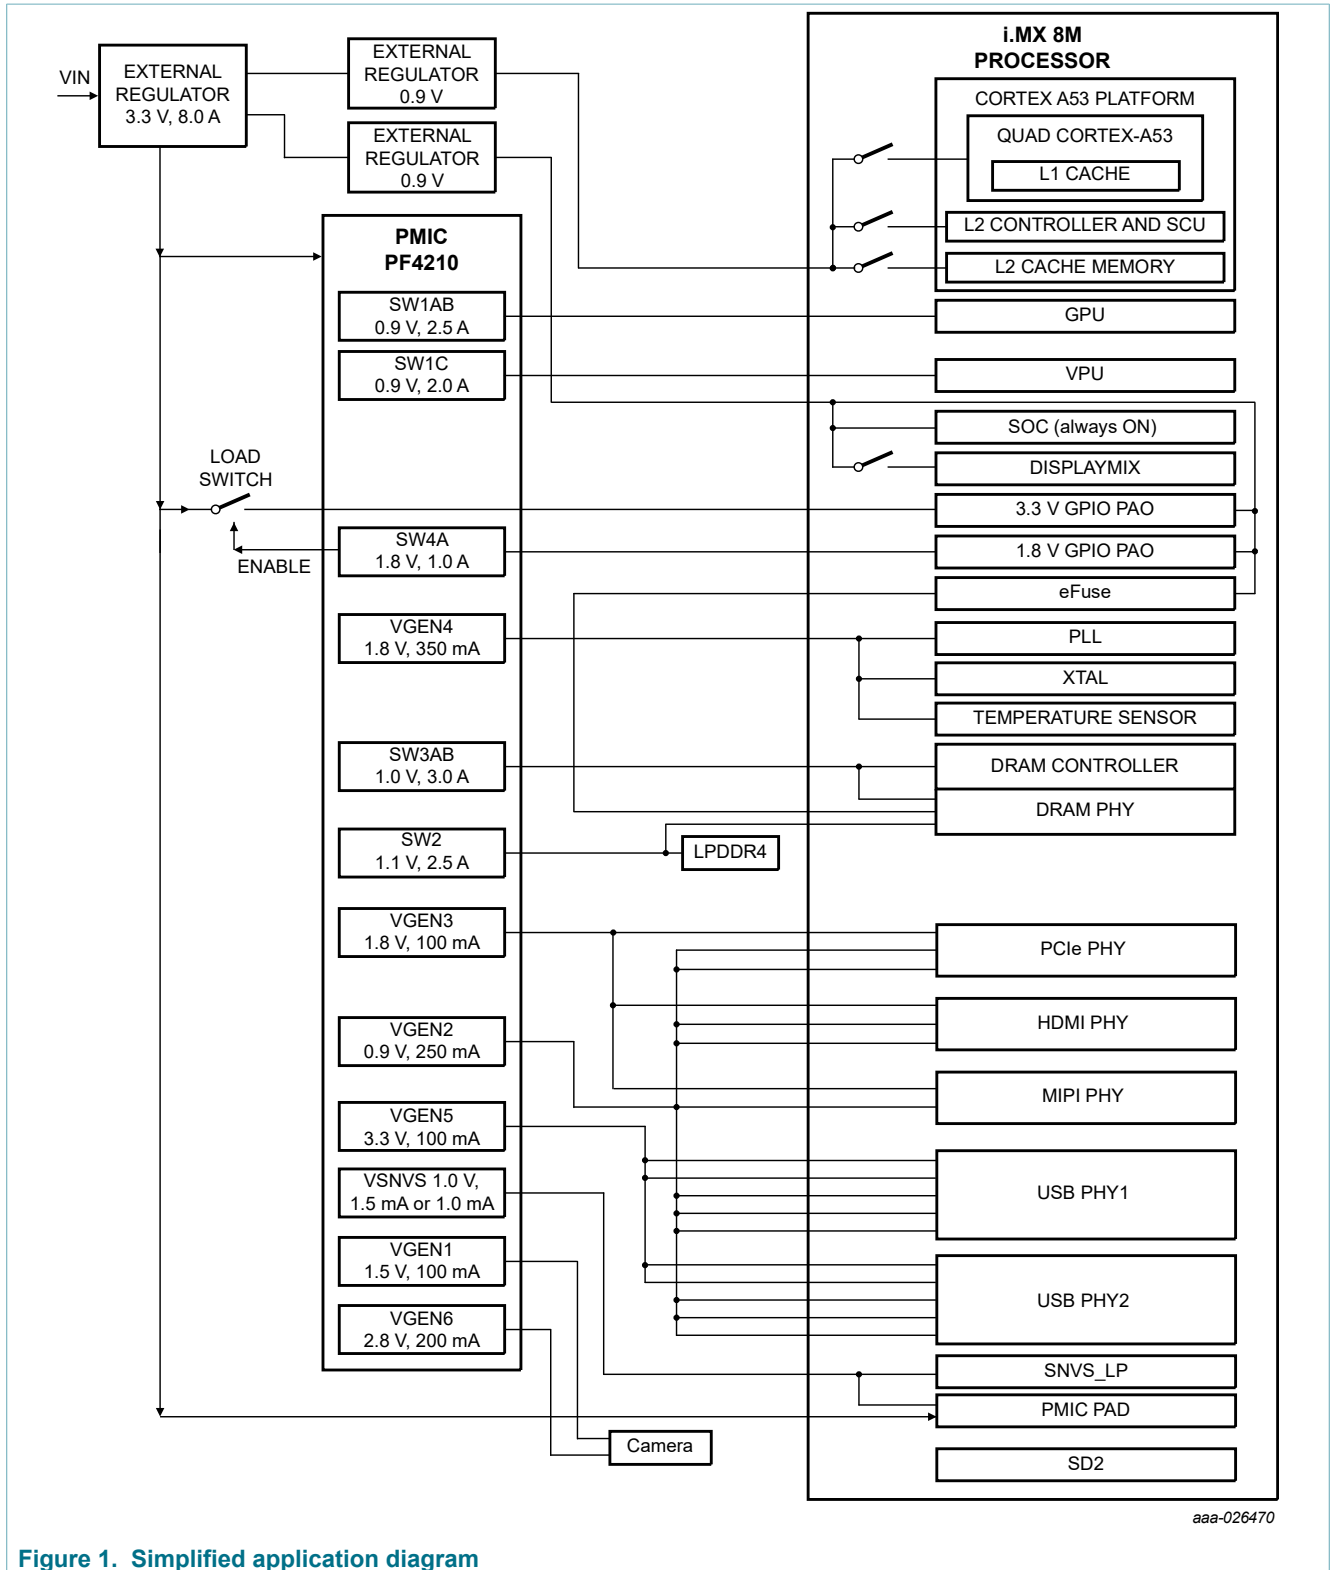 VIN
EXTERNAL
REGULATOR
3.3 V, 8.0 A
EXTERNAL
REGULATOR
0.9 V
EXTERNAL
REGULATOR
0.9 V
PMIC
PF4210
SW1AB
0.9 V, 2.5 A
SW1C
0.9 V, 2.0 A
LOAD
SWITCH
ENABLE
SW4A
1.8 V, 1.0 A
VGEN4
1.8 V, 350 mA
SW3AB
1.0 V, 3.0 A
SW2
1.1 V, 2.5 A
LPDDR4
VGEN3
1.8 V, 100 mA
VGEN2
0.9 V, 250 mA
VGEN5
3.3 V, 100 mA
VSNVS 1.0 V,
1.5 mA or 1.0 mA
VGEN1
1.5 V, 100 mA
VGEN6
2.8 V, 200 mA
Camera
i.MX 8M
PROCESSOR
CORTEX A53 PLATFORM
QUAD CORTEX-A53
L1 CACHE
L2 CONTROLLER AND SCU
L2 CACHE MEMORY
GPU
VPU
SOC (always ON)
DISPLAYMIX
3.3 V GPIO PAO
1.8 V GPIO PAO
eFuse
PLL
XTAL
TEMPERATURE SENSOR
DRAM CONTROLLER
DRAM PHY
PCIe PHY
HDMI PHY
MIPI PHY
USB PHY1
USB PHY2
SNVS_LP
PMIC PAD
SD2
aaa-026470
Figure 1. Simplified application diagram